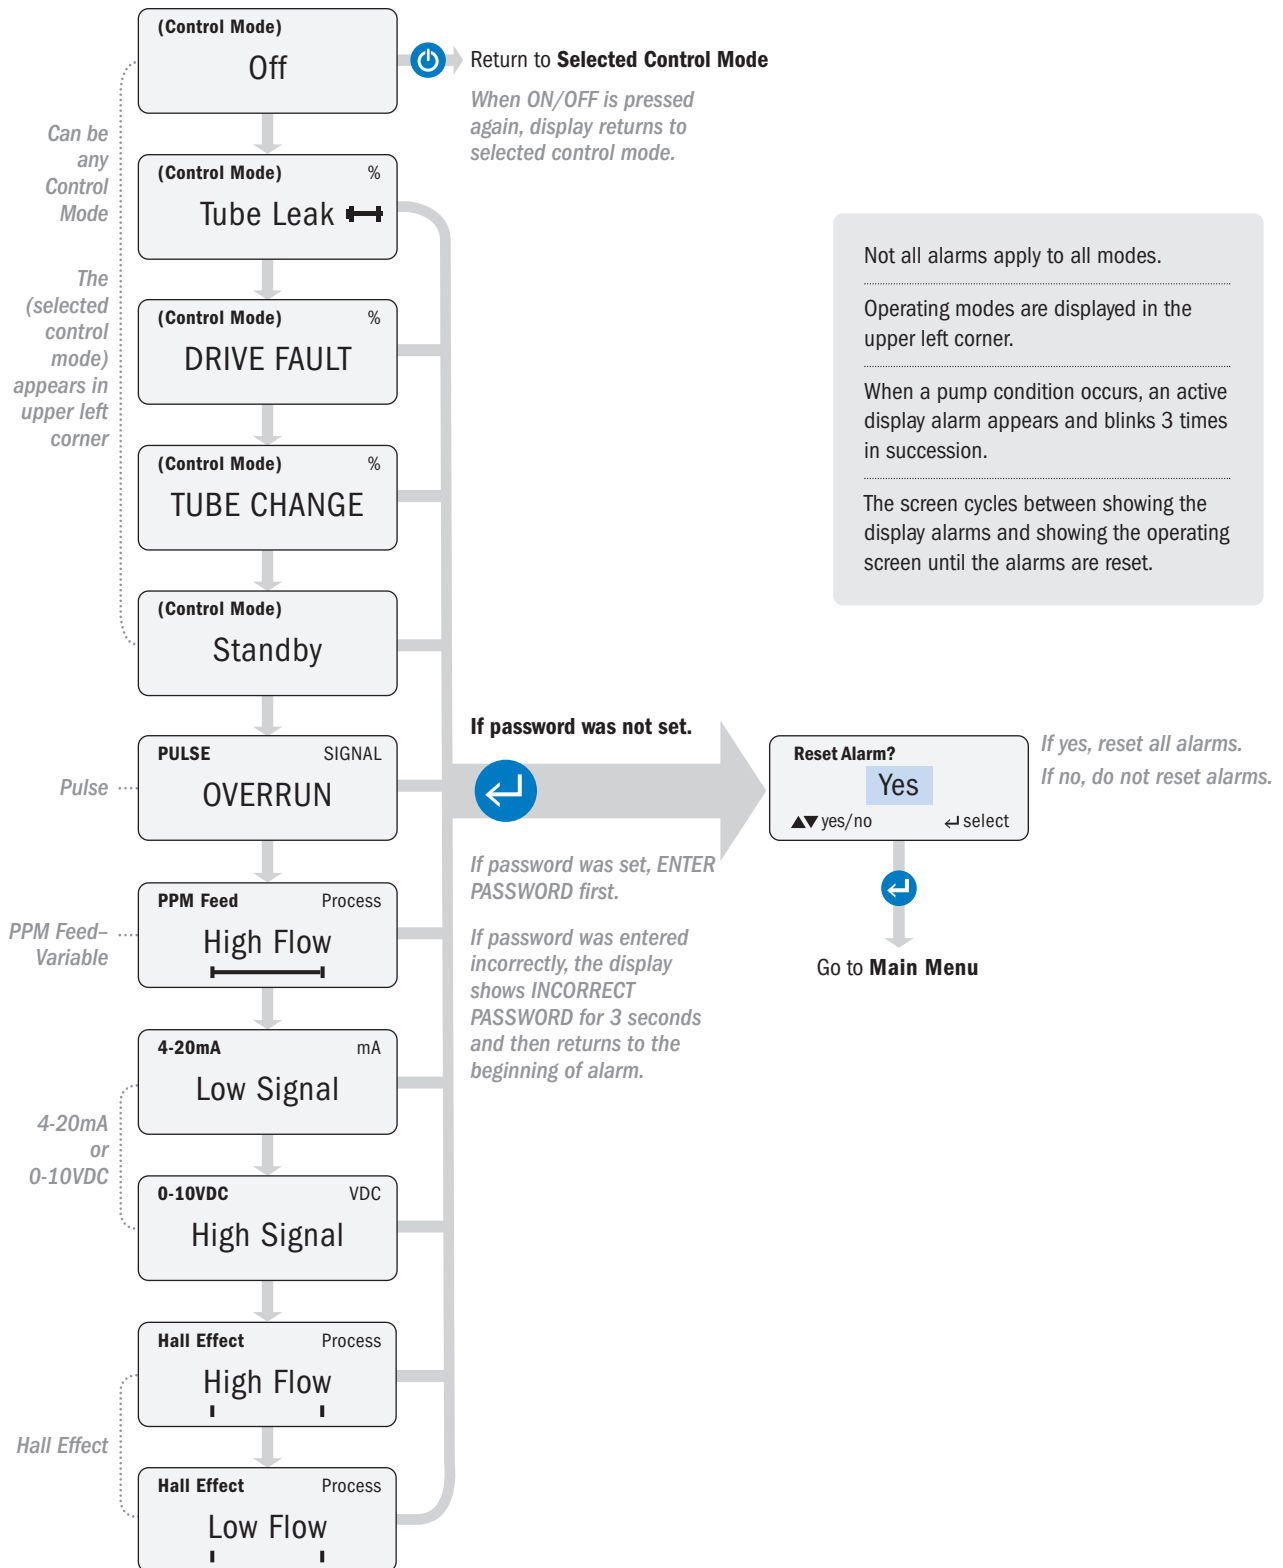 (Control Mode)
Off
Return to Selected Control Mode
When ON/OFF is pressed
again, display returns to
selected control mode.
Can be
any
Control
Mode
The
(selected
control
mode)
appears in
upper left
corner
(Control Mode) %
Tube Leak
(Control Mode) %
DRIVE FAULT
(Control Mode) %
TUBE CHANGE
(Control Mode)
Standby
Not all alarms apply to all modes.
Operating modes are displayed in the
upper left corner.
When a pump condition occurs, an active
display alarm appears and blinks 3 times
in succession.
The screen cycles between showing the
display alarms and showing the operating
screen until the alarms are reset.
Pulse
PULSE SIGNAL
OVERRUN
PPM Feed–
Variable
PPM Feed Process
High Flow
4-20mA
or
0-10VDC
4-20mA mA
Low Signal
0-10VDC VDC
High Signal
Hall Effect
Hall Effect Process
High Flow
Hall Effect Process
Low Flow
If password was not set.
If password was set, ENTER
PASSWORD first.
If password was entered
incorrectly, the display
shows INCORRECT
PASSWORD for 3 seconds
and then returns to the
beginning of alarm.
Reset Alarm?
Yes
▲▼ yes/no ↵ select
If yes, reset all alarms.
If no, do not reset alarms.
Go to Main Menu